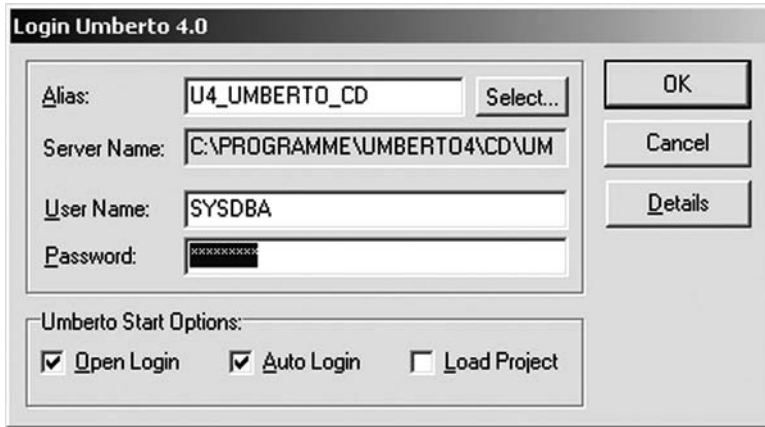 Login Umberto 4.0
Alias: U4_UMBERTO_CD Select... OK
Server Name: C:\PROGRAMME\UMBERTO4\CD\UM Cancel
User Name: SYSDBA Details
Password: xxxxxxxxx
Umberto Start Options:
Open Login Auto Login Load Project